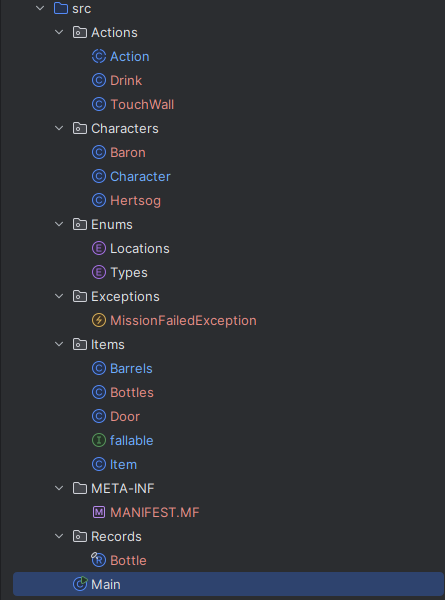 src
Actions
Action
Drink
TouchWall
Characters
Baron
Character
Hertsog
Enums
Locations
Types
Exceptions
MissionFailedException
Items
Barrels
Bottles
Door
fallable
Item
META-INF
MANIFEST.MF
Records
Bottle
Main